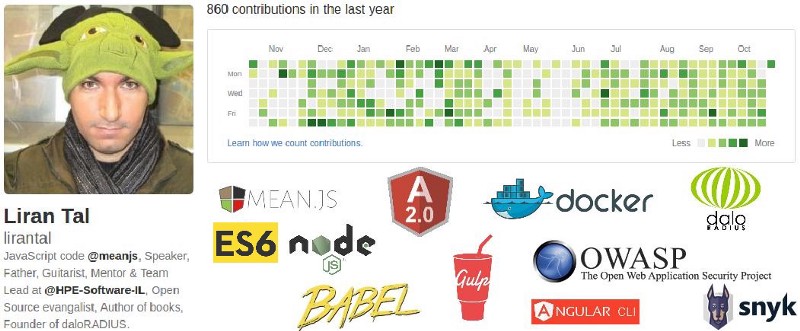 860 contributions in the last year
Nov Dec Jan Feb Mar Apr May Jun Jul Aug Sep Oct
Mon
Wed
Fri
Learn how we count contributions.
Less More
Liran Tal
lirantal
JavaScript code @meanjs, Speaker,
Father, Guitarist, Mentor & Team
Lead at @HPE-Software-IL, Open
Source evangalist, Author of books,
Founder of daloRADIUS.
MEAN.JS
A
2.0
docker
dalo
RADIUS
ES6
node
JS
Gulp
OWASP
The Open Web Application Security Project
BABEL
A
ANGULAR CLI
snyk